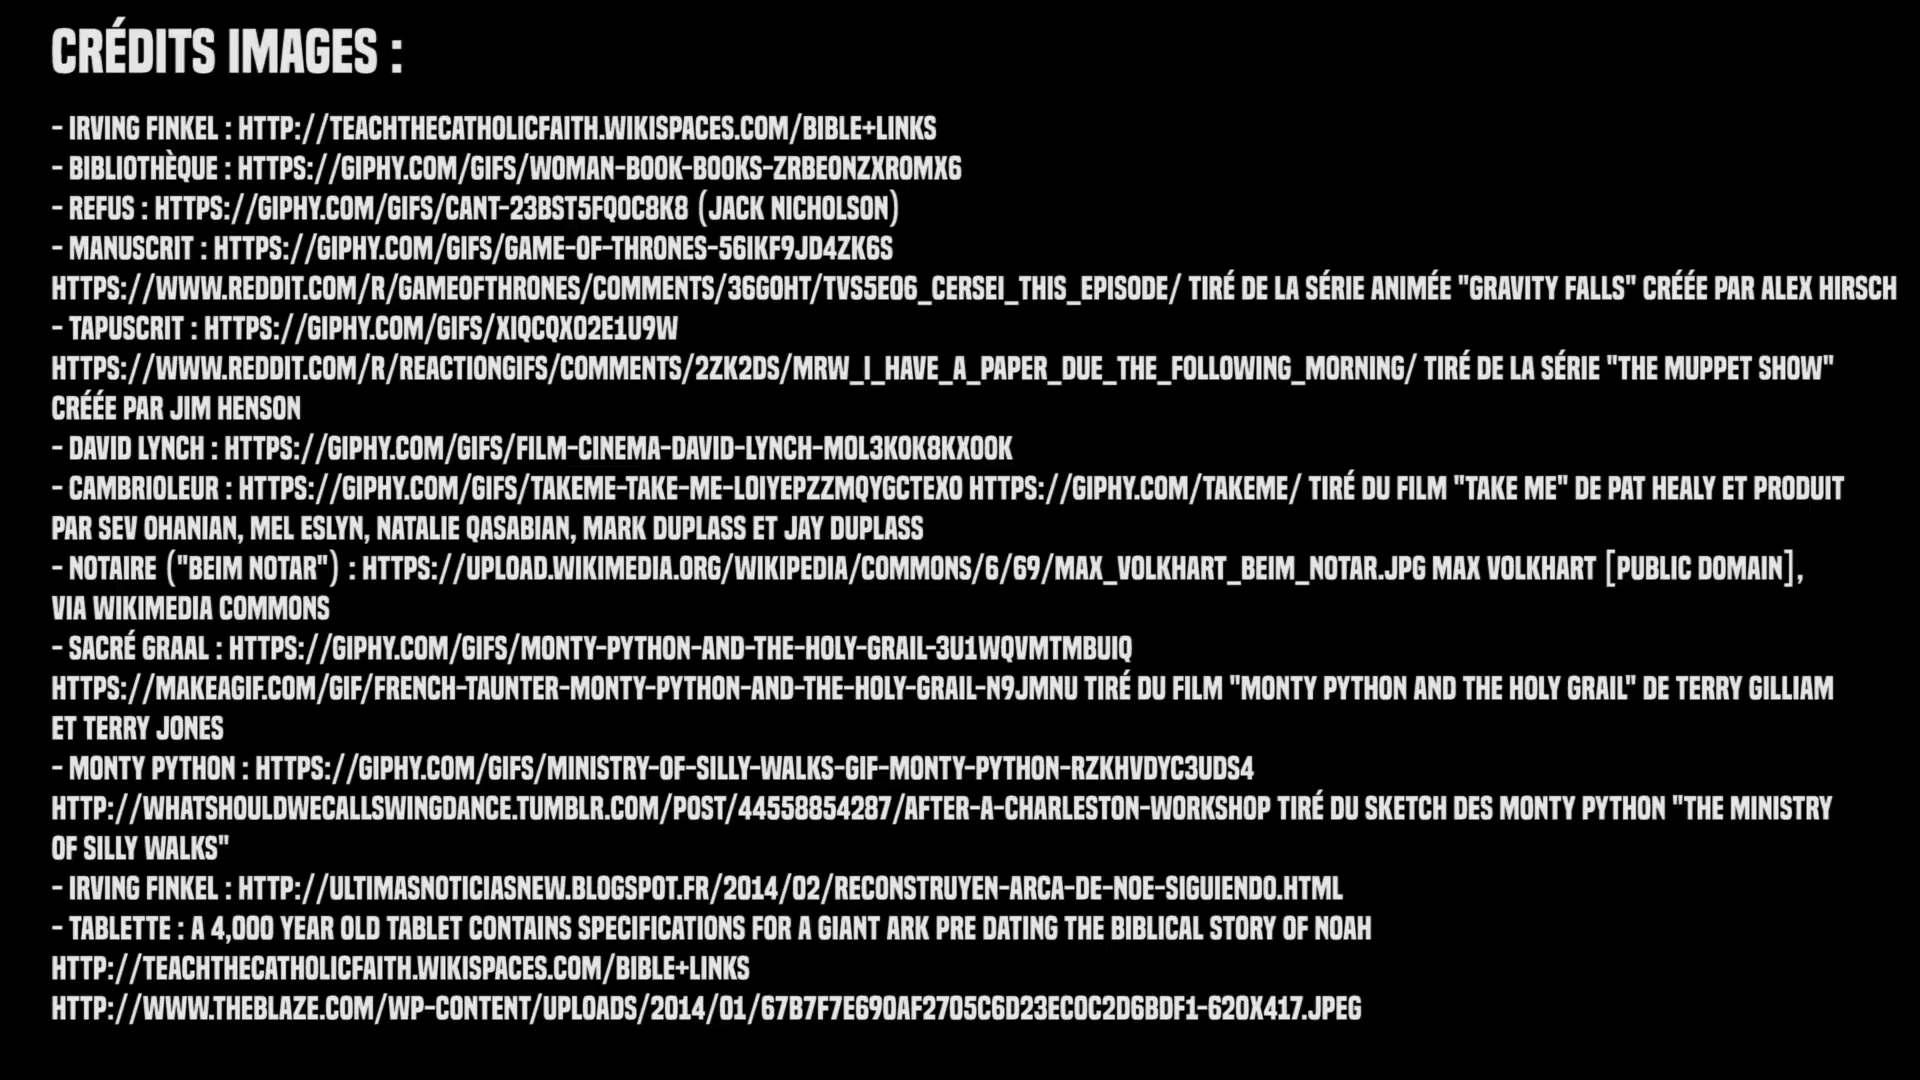 CRÉDITS IMAGES :
- IRVING FINKEL : HTTP://TEACHTHECATHOLICFAITH.WIKISPACES.COM/BIBLE+LINKS
- BIBLIOTHÈQUE : HTTPS://GIPHY.COM/GIFS/WOMAN-BOOK-BOOKS-ZRBEONZXROMX6
- REFUS : HTTPS://GIPHY.COM/GIFS/CANT-23BST5FQOC8K8 (JACK NICHOLSON)
- MANUSCRIT : HTTPS://GIPHY.COM/GIFS/GAME-OF-THRONES-56IKF9JD4ZK6S
HTTPS://WWW.REDDIT.COM/R/GAMEOFTHRONES/COMMENTS/36GOHT/TVS5E06_CERSEI_THIS_EPISODE/ TIRÉ DE LA SÉRIE ANIMÉE "GRAVITY FALLS" CRÉÉE PAR ALEX HIRSCH
- TAPUSCRIT : HTTPS://GIPHY.COM/GIFS/XIQCQXO2E1U9W
HTTPS://WWW.REDDIT.COM/R/REACTIONGIFS/COMMENTS/2ZK2DS/MRW_I_HAVE_A_PAPER_DUE_THE_FOLLOWING_MORNING/ TIRÉ DE LA SÉRIE "THE MUPPET SHOW"
CRÉÉE PAR JIM HENSON
- DAVID LYNCH : HTTPS://GIPHY.COM/GIFS/FILM-CINEMA-DAVID-LYNCH-MOL3KOK8KXOOK
- CAMBRIOLEUR : HTTPS://GIPHY.COM/GIFS/TAKEME-TAKE-ME-LOIYEPZZMQYGCTEXO HTTPS://GIPHY.COM/TAKEME/ TIRÉ DU FILM "TAKE ME" DE PAT HEALY ET PRODUIT
PAR SEV OHANIAN, MEL ESLYN, NATALIE QASABIAN, MARK DUPLASS ET JAY DUPLASS
- NOTAIRE ("BEIM NOTAR") : HTTPS://UPLOAD.WIKIMEDIA.ORG/WIKIPEDIA/COMMONS/6/69/MAX_VOLKHART_BEIM_NOTAR.JPG MAX VOLKHART [PUBLIC DOMAIN],
VIA WIKIMEDIA COMMONS
- SACRÉ GRAAL : HTTPS://GIPHY.COM/GIFS/MONTY-PYTHON-AND-THE-HOLY-GRAIL-3U1WQVMTMBUIQ
HTTPS://MAKEAGIF.COM/GIF/FRENCH-TAUNTER-MONTY-PYTHON-AND-THE-HOLY-GRAIL-N9JMNU TIRÉ DU FILM "MONTY PYTHON AND THE HOLY GRAIL" DE TERRY GILLIAM
ET TERRY JONES
- MONTY PYTHON : HTTPS://GIPHY.COM/GIFS/MINISTRY-OF-SILLY-WALKS-GIF-MONTY-PYTHON-RZKHVDYC3UDS4
HTTP://WHATSHOULDWECALLSWINGDANCE.TUMBLR.COM/POST/44558854287/AFTER-A-CHARLESTON-WORKSHOP TIRÉ DU SKETCH DES MONTY PYTHON "THE MINISTRY
OF SILLY WALKS"
- IRVING FINKEL : HTTP://ULTIMASNOTICIASNEW.BLOGSPOT.FR/2014/02/RECONSTRUYEN-ARCA-DE-NOE-SIGUIENDO.HTML
- TABLETTE : A 4,000 YEAR OLD TABLET CONTAINS SPECIFICATIONS FOR A GIANT ARK PRE DATING THE BIBLICAL STORY OF NOAH
HTTP://TEACHTHECATHOLICFAITH.WIKISPACES.COM/BIBLE+LINKS
HTTP://WWW.THEBLAZE.COM/WP-CONTENT/UPLOADS/2014/01/67B7F7E690AF2705C6D23EC0C2D6BDF1-620X417.JPEG